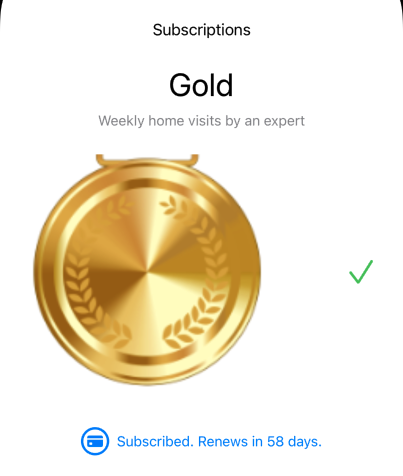 Subscriptions
Gold
Weekly home visits by an expert
Subscribed. Renews in 58 days.